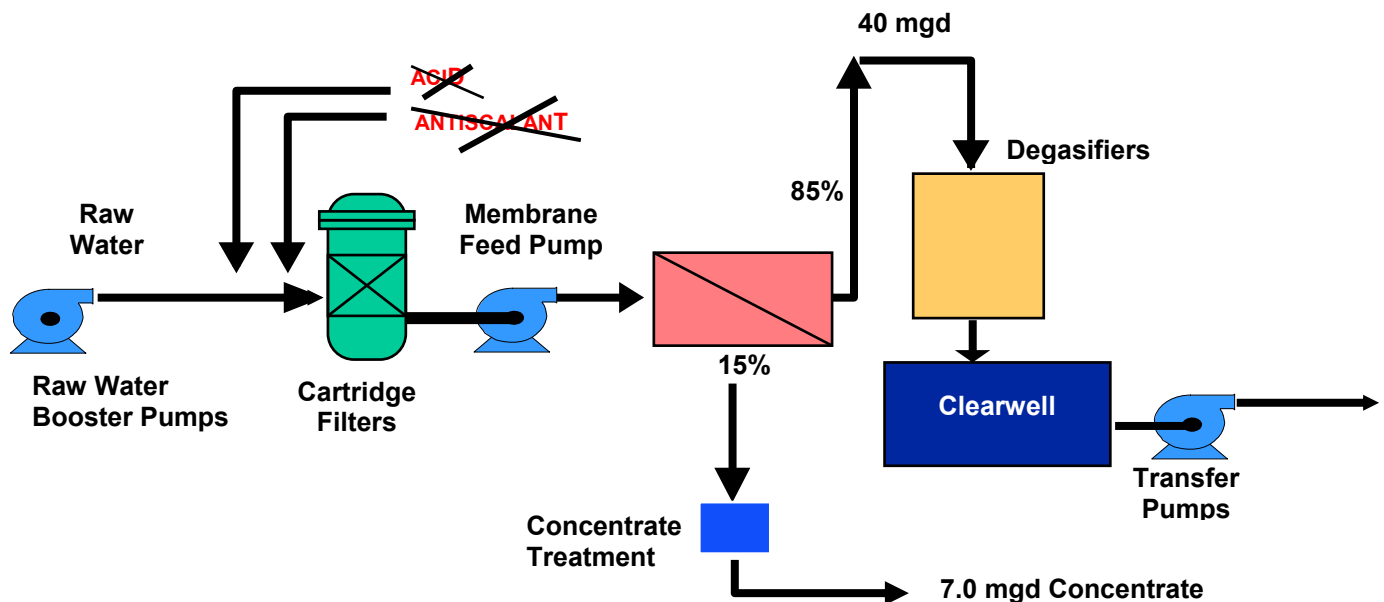 40 mgd
ACID
ANTISCALANT
Degasifiers
85%
Raw
Water
Membrane
Feed Pump
15%
Clearwell
Raw Water
Booster Pumps
Cartridge
Filters
Transfer
Pumps
Concentrate
Treatment
7.0 mgd Concentrate